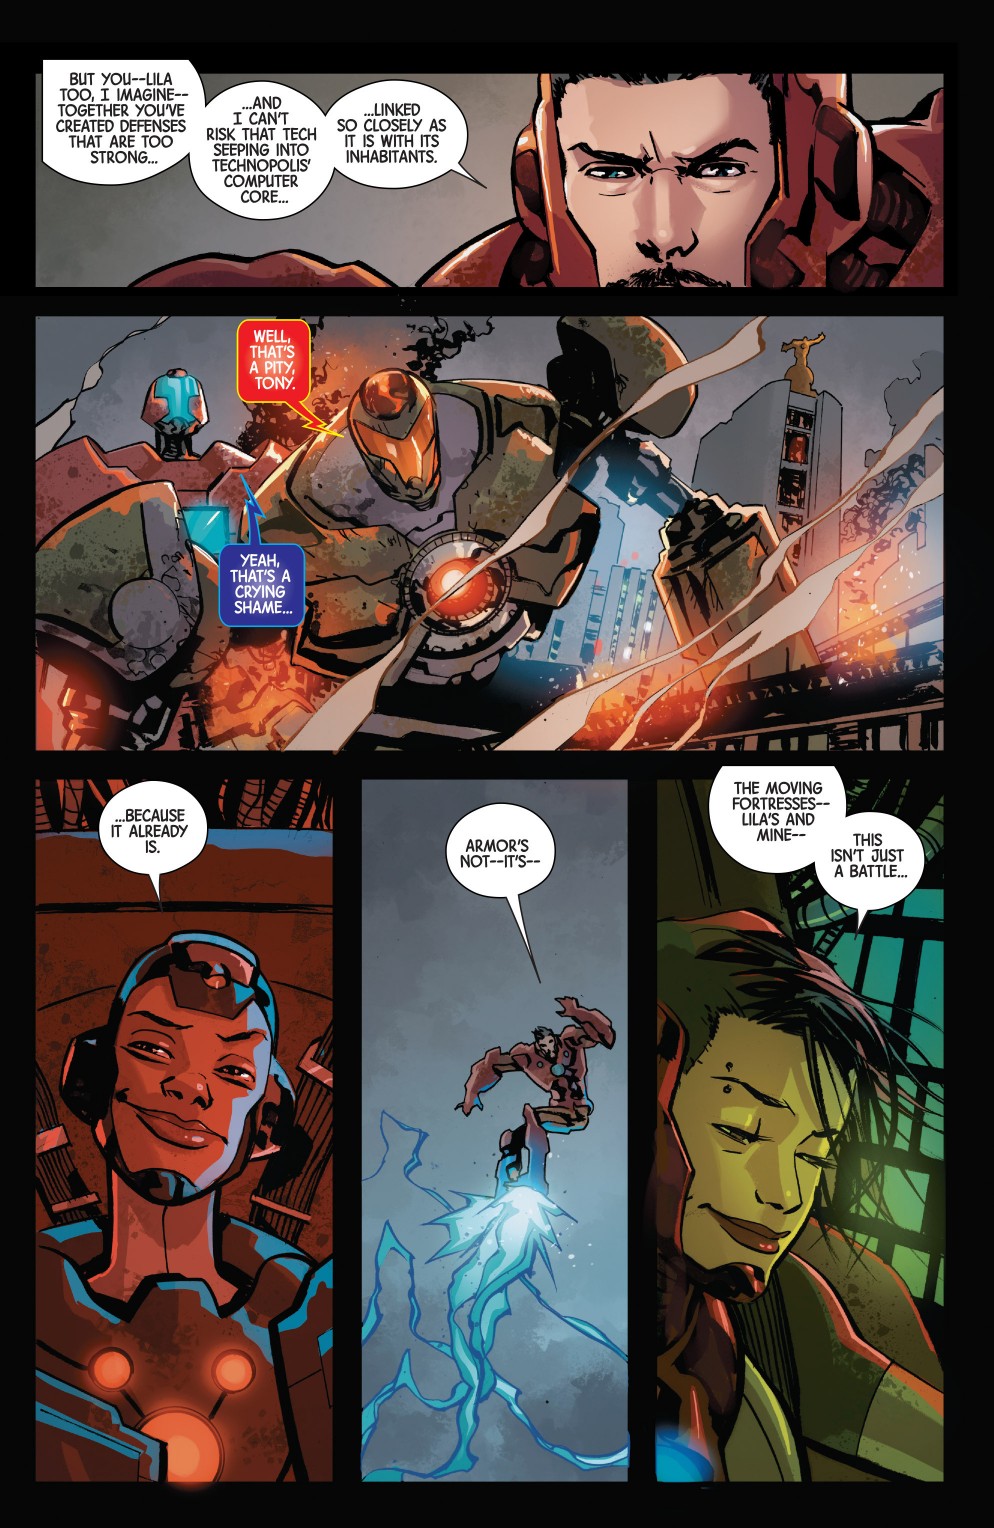 BUT YOU--LILA
TOO, I IMAGINE--
TOGETHER YOU'VE
CREATED DEFENSES
THAT ARE TOO
STRONG...
...AND
I CAN'T
RISK THAT TECH
SEEPING INTO
TECHNOPOLIS'
COMPUTER
CORE...
...LINKED
SO CLOSELY AS
IT IS WITH ITS
INHABITANTS.
WELL,
THAT'S
A PITY,
TONY.
YEAH,
THAT'S A
CRYING
SHAME...
...BECAUSE
IT ALREADY
IS.
ARMOR'S
NOT--IT'S--
THE MOVING
FORTRESSES--
LILA'S AND
MINE--
THIS
ISN'T JUST
A BATTLE...